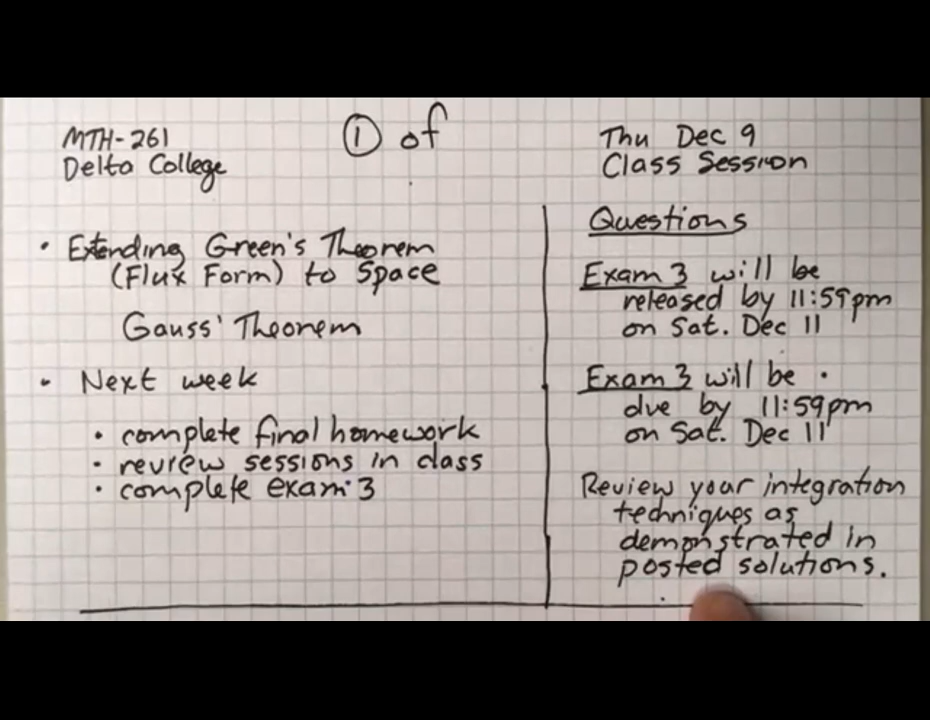 MTH-261
Delta College
① of
Thu Dec 9
Class Session
• Extending Green's Theorem
(Flux Form) to Space
Gauss' Theorem
• Next week
• complete final homework
• review sessions in class
• complete exam 3
Questions
Exam 3 will be
released by 11:59pm
on Sat. Dec 11
Exam 3 will be
due by 11:59pm
on Sat. Dec 11
Review your integration
techniques as
demonstrated in
posted solutions.